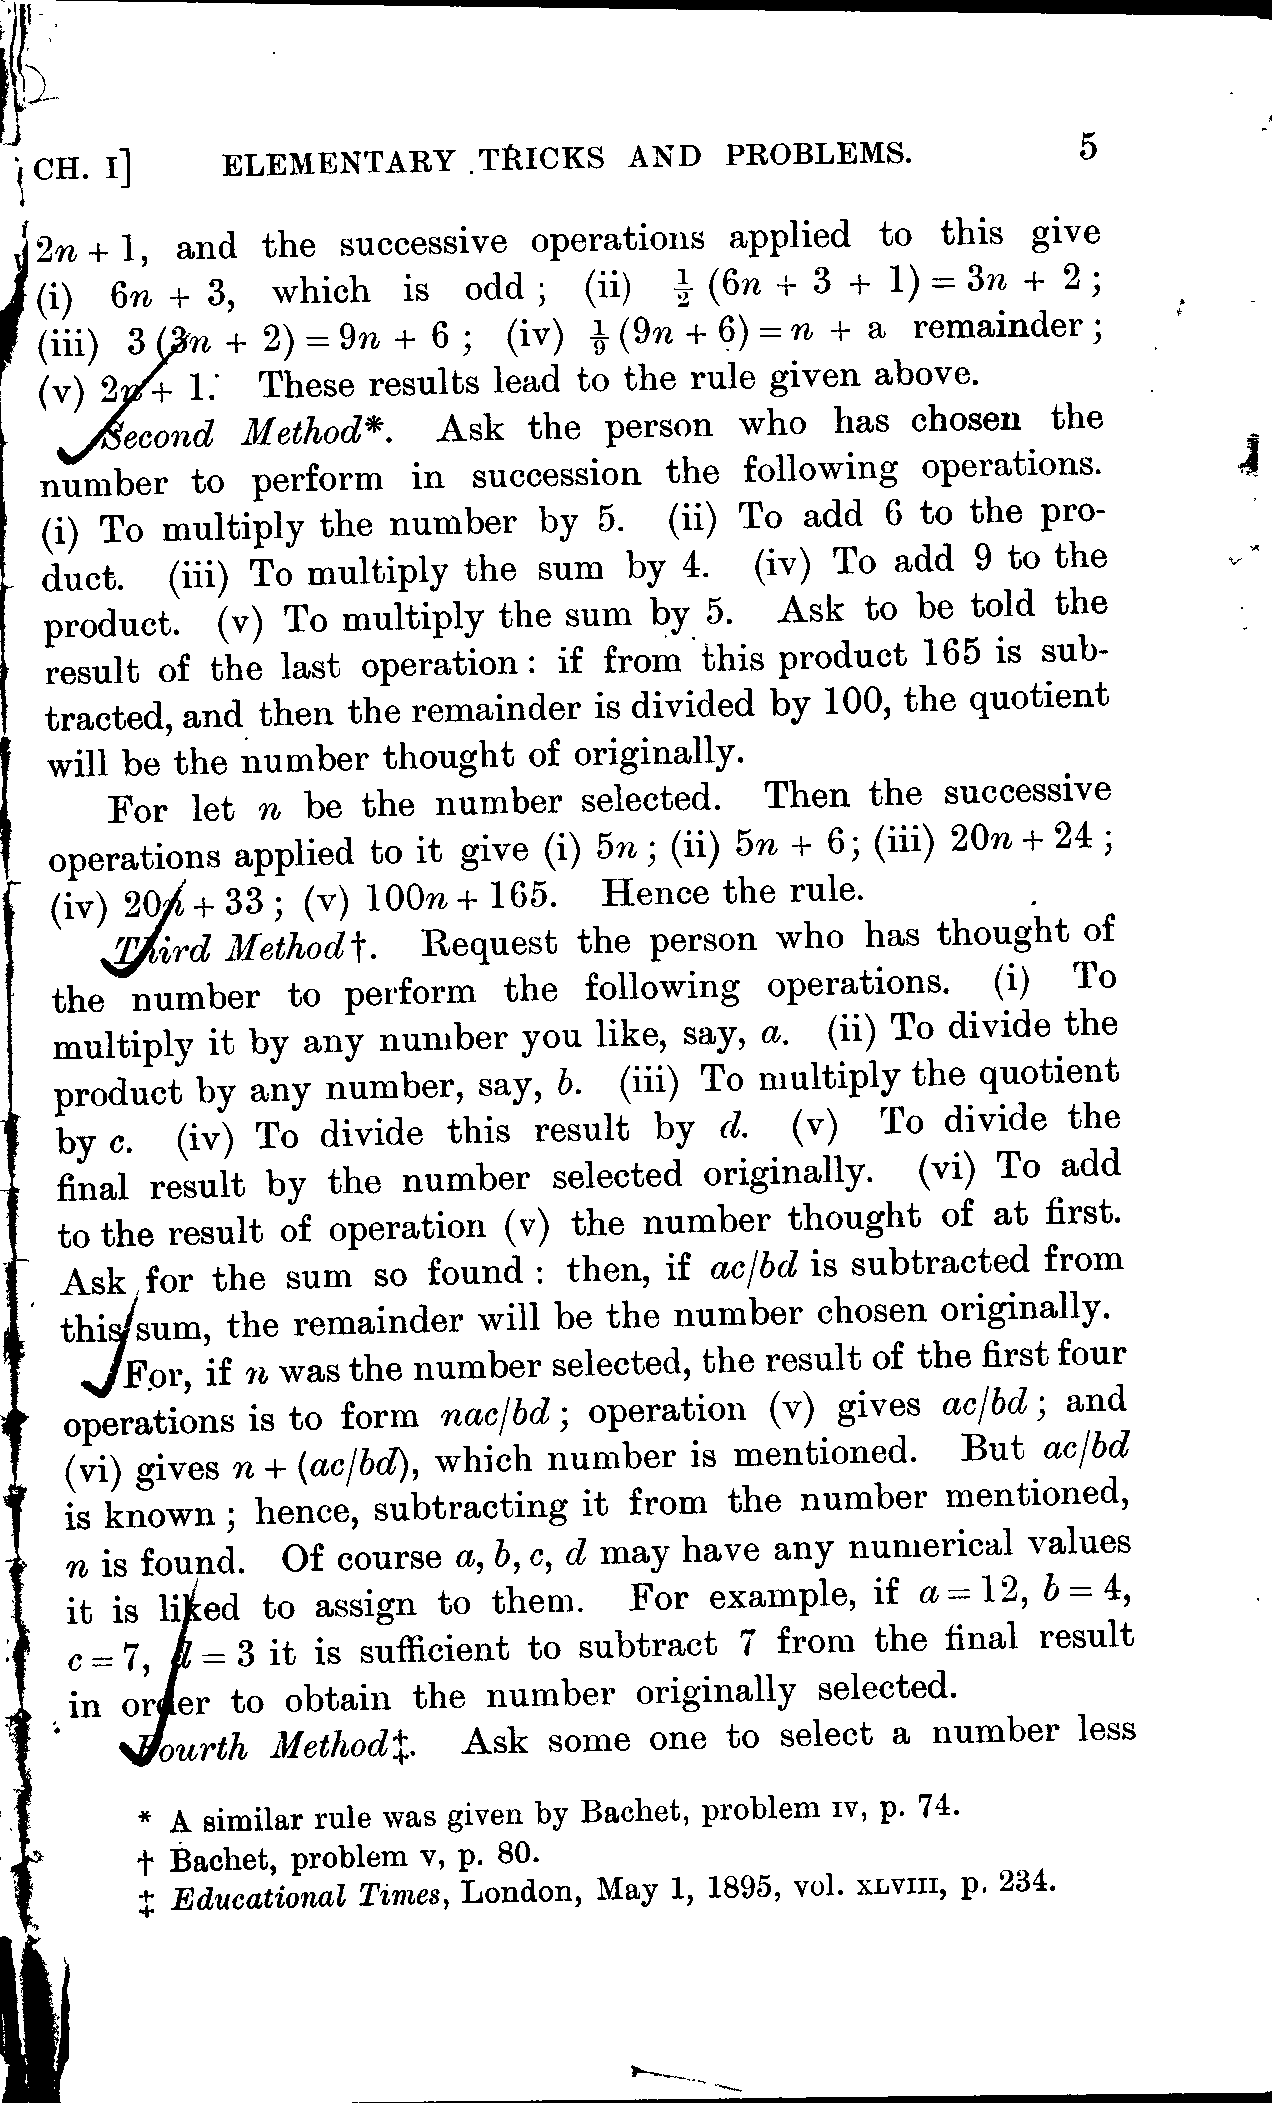 CH. I] ELEMENTARY TRICKS AND PROBLEMS. 5
2n + 1, and the successive operations applied to this give
(i) 6n + 3, which is odd; (ii) ½ (6n + 3 + 1) = 3n + 2;
(iii) 3 (3n + 2) = 9n + 6; (iv) ⅑ (9n + 6) = n + a remainder;
(v) 2n + 1. These results lead to the rule given above.
Second Method*. Ask the person who has chosen the
number to perform in succession the following operations.
(i) To multiply the number by 5. (ii) To add 6 to the pro-
duct. (iii) To multiply the sum by 4. (iv) To add 9 to the
product. (v) To multiply the sum by 5. Ask to be told the
result of the last operation: if from this product 165 is sub-
tracted, and then the remainder is divided by 100, the quotient
will be the number thought of originally.
For let n be the number selected. Then the successive
operations applied to it give (i) 5n; (ii) 5n + 6; (iii) 20n + 24;
(iv) 20n + 33; (v) 100n + 165. Hence the rule.
Third Method†. Request the person who has thought of
the number to perform the following operations. (i) To
multiply it by any number you like, say, a. (ii) To divide the
product by any number, say, b. (iii) To multiply the quotient
by c. (iv) To divide this result by d. (v) To divide the
final result by the number selected originally. (vi) To add
to the result of operation (v) the number thought of at first.
Ask for the sum so found: then, if ac/bd is subtracted from
this sum, the remainder will be the number chosen originally.
For, if n was the number selected, the result of the first four
operations is to form nac/bd; operation (v) gives ac/bd; and
(vi) gives n + (ac/bd), which number is mentioned. But ac/bd
is known; hence, subtracting it from the number mentioned,
n is found. Of course a, b, c, d may have any numerical values
it is liked to assign to them. For example, if a = 12, b = 4,
c = 7, d = 3 it is sufficient to subtract 7 from the final result
in order to obtain the number originally selected.
Fourth Method‡. Ask some one to select a number less
* A similar rule was given by Bachet, problem IV, p. 74.
† Bachet, problem V, p. 80.
‡ Educational Times, London, May 1, 1895, vol. XLVIII, p. 234.